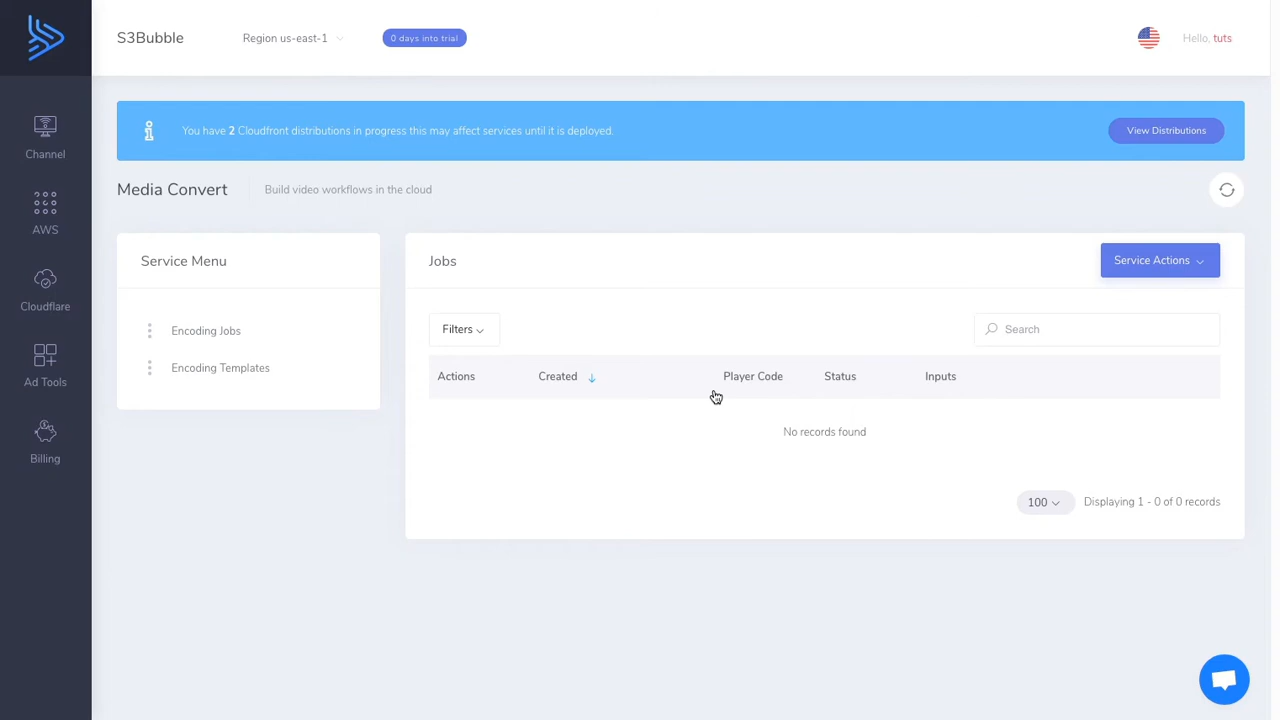 S3Bubble
Region us-east-1
0 days into trial
Hello, tuts
You have 2 Cloudfront distributions in progress this may affect services until it is deployed.
View Distributions
Channel
AWS
Cloudflare
Ad Tools
Billing
Media Convert
Build video workflows in the cloud
Service Menu
Encoding Jobs
Encoding Templates
Jobs
Service Actions
Filters
Search
Actions Created Player Code Status Inputs
No records found
100
Displaying 1 - 0 of 0 records